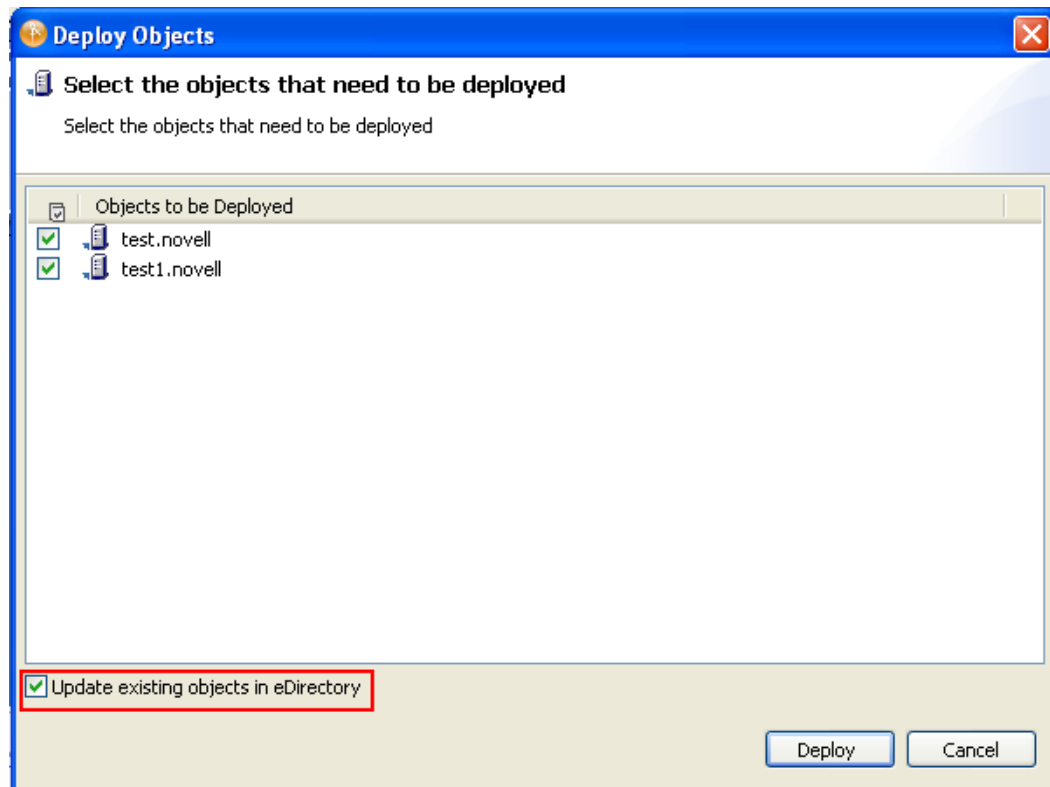 Deploy Objects
Select the objects that need to be deployed
Select the objects that need to be deployed
Objects to be Deployed
test.novell
test1.novell
Update existing objects in eDirectory
Deploy Cancel